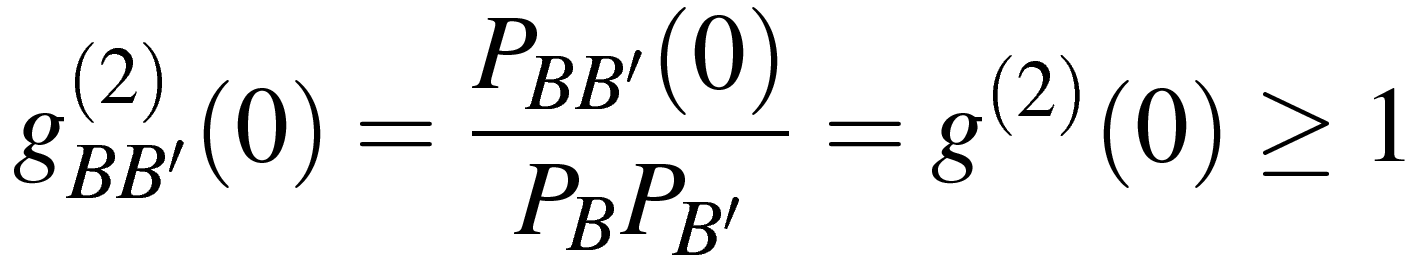 $g^{(2)}_{BB'}(0) = \frac{P_{BB'}(0)}{P_B P_{B'}} = g^{(2)}(0) \geq 1$